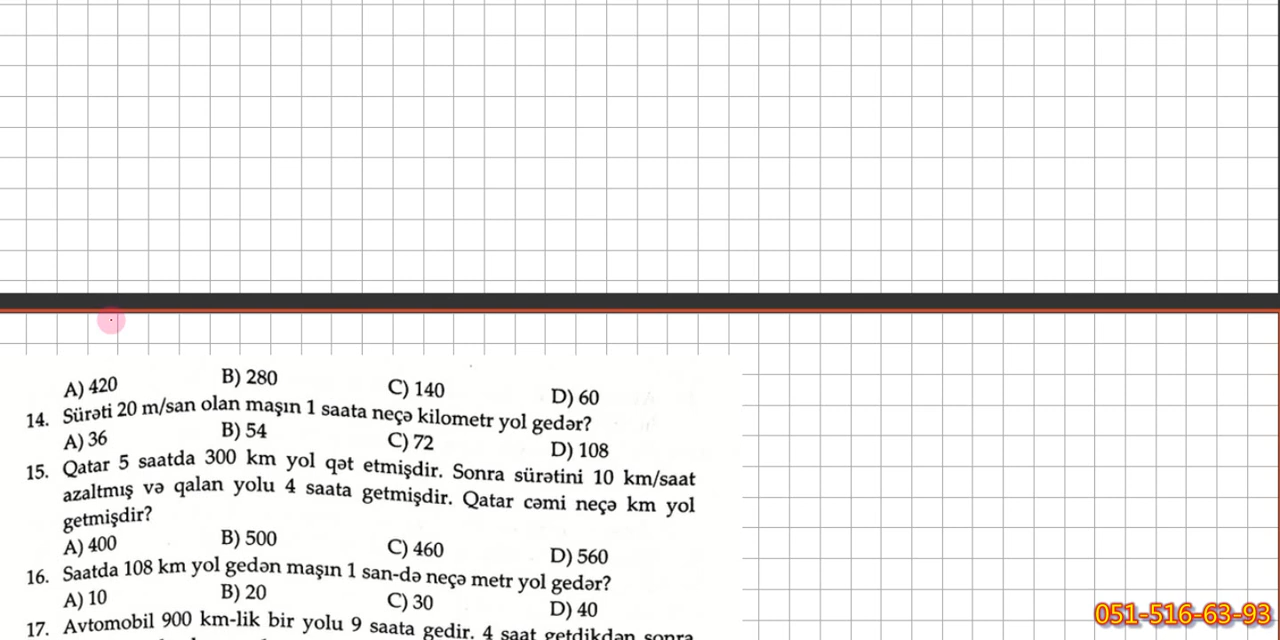 A) 420 B) 280 C) 140 D) 60
14. Sürəti 20 m/san olan maşın 1 saata neçə kilometr yol gedər?
A) 36 B) 54 C) 72 D) 108
15. Qatar 5 saatda 300 km yol qət etmişdir. Sonra sürətini 10 km/saat
azaltmış və qalan yolu 4 saata getmişdir. Qatar cəmi neçə km yol
getmişdir?
A) 400 B) 500 C) 460 D) 560
16. Saatda 108 km yol gedən maşın 1 san-də neçə metr yol gedər?
A) 10 B) 20 C) 30 D) 40
17. Avtomobil 900 km-lik bir yolu 9 saata gedir. 4 saat getdikdən sonra
051-516-63-93